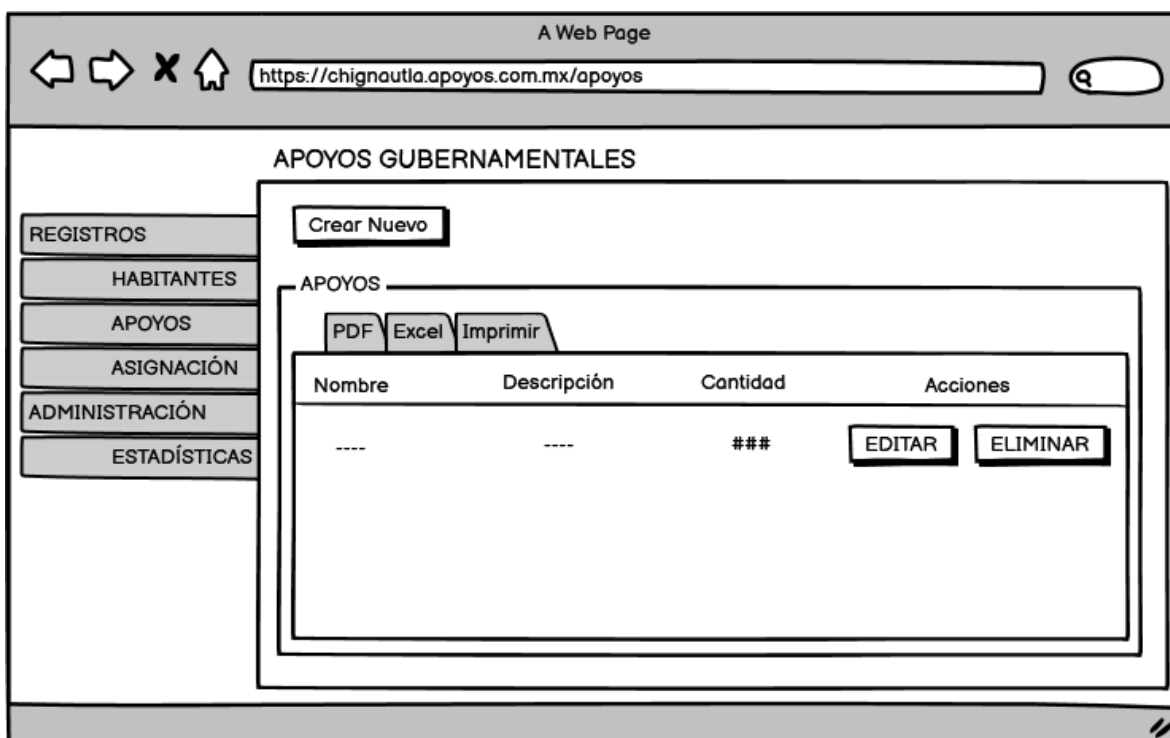 A Web Page
https://chignautla.apoyos.com.mx/apoyos
APOYOS GUBERNAMENTALES
REGISTROS
HABITANTES
APOYOS
ASIGNACIÓN
ADMINISTRACIÓN
ESTADÍSTICAS
Crear Nuevo
APOYOS
PDF Excel Imprimir
Nombre Descripción Cantidad Acciones
---- ---- ### EDITAR ELIMINAR